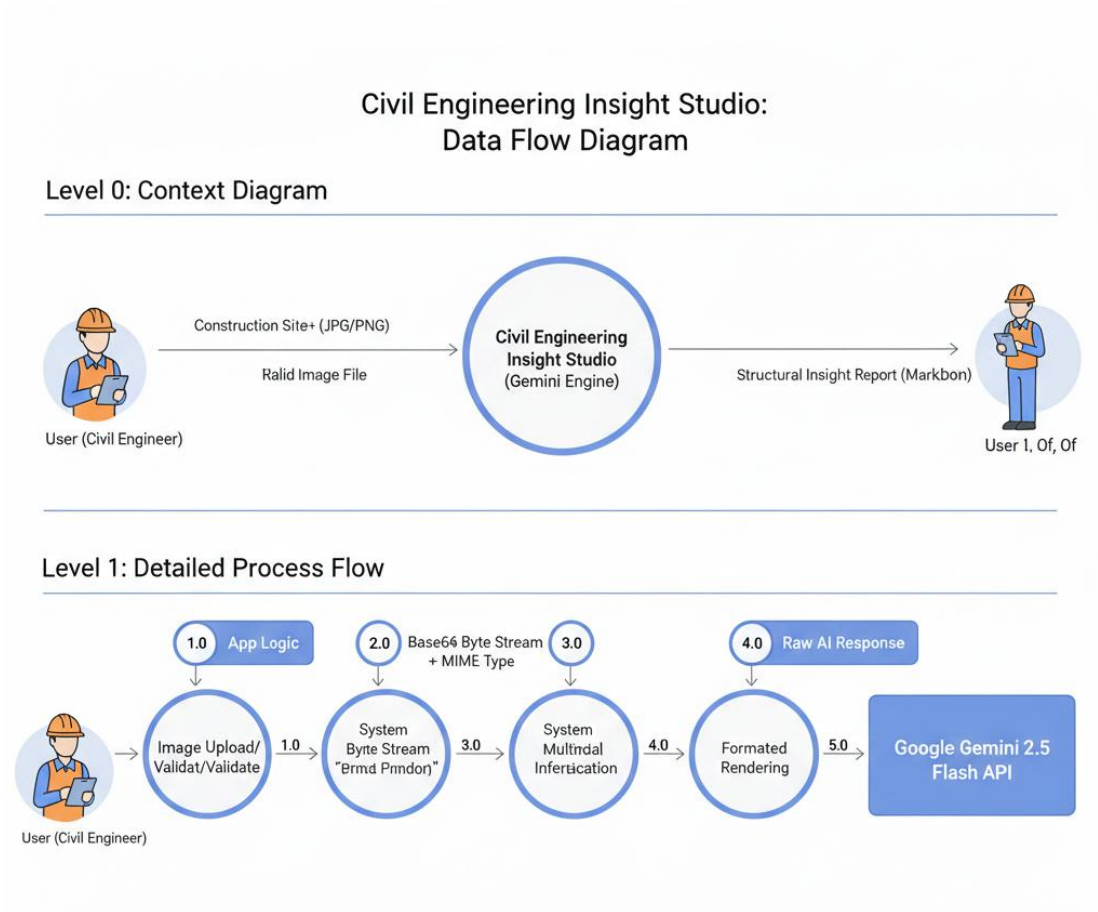 Civil Engineering Insight Studio:
Data Flow Diagram
Level 0: Context Diagram
Construction Site+ (JPG/PNG)
Ralid Image File
User (Civil Engineer)
Civil Engineering
Insight Studio
(Gemini Engine)
Structural Insight Report (Markbon)
User 1, Of, Of
Level 1: Detailed Process Flow
1.0 App Logic
2.0 Base64 Byte Stream
+ MIME Type
3.0
4.0 Raw AI Response
User (Civil Engineer)
Image Upload/
Validat/Validate
1.0
System
Byte Stream
3.0
System
4.0
Formated
Rendering
5.0
Google Gemini 2.5
Flash API